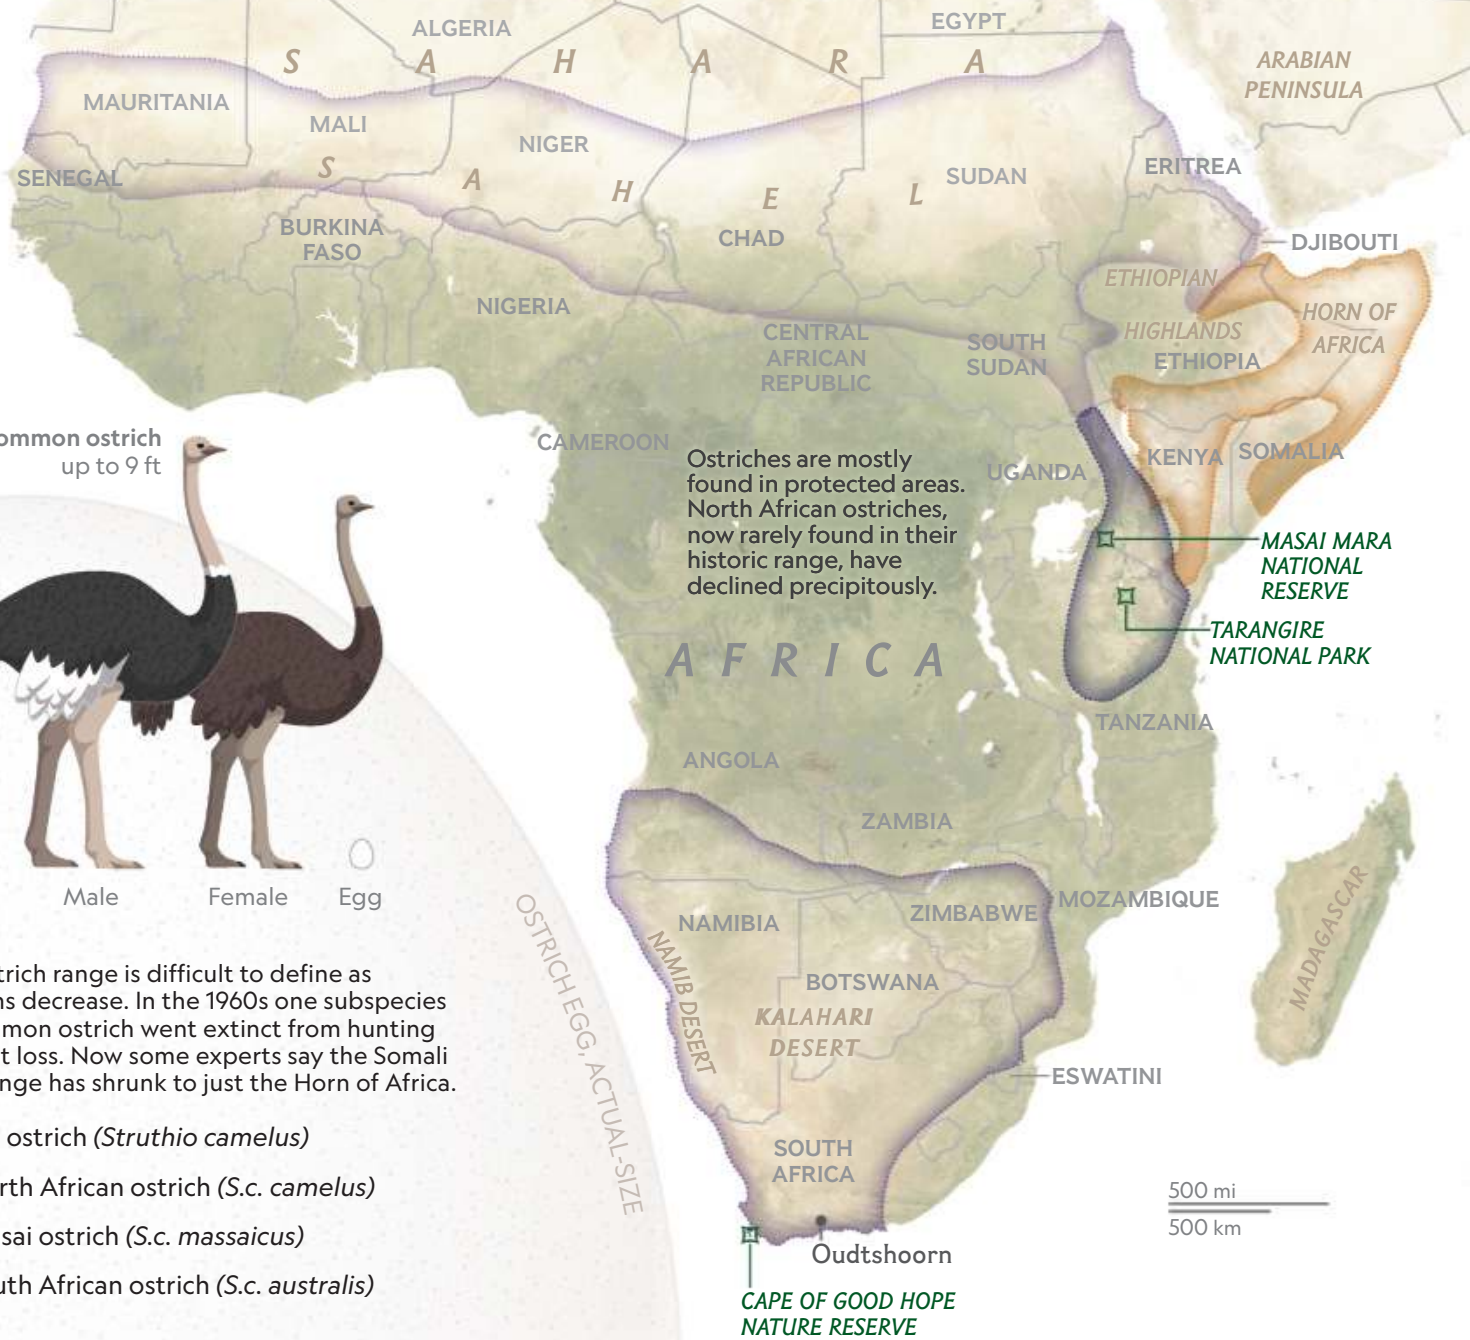 ALGERIA
EGYPT
SAHARA
ARABIAN
PENINSULA
MAURITANIA
MALI
NIGER
SENEGAL
SAHEL
SUDAN
ERITREA
BURKINA
FASO
CHAD
DJIBOUTI
NIGERIA
ETHIOPIAN
HIGHLANDS
ETHIOPIA
HORN OF
AFRICA
CENTRAL
AFRICAN
REPUBLIC
SOUTH
SUDAN
CAMEROON
UGANDA
KENYA
SOMALIA
ommon ostrich
up to 9 ft
Ostriches are mostly
found in protected areas.
North African ostriches,
now rarely found in their
historic range, have
declined precipitously.
MASAI MARA
NATIONAL
RESERVE
TARANGIRE
NATIONAL PARK
AFRICA
TANZANIA
ANGOLA
ZAMBIA
Male
Female
Egg
MOZAMBIQUE
ZIMBABWE
NAMIBIA
NAMIB DESERT
BOTSWANA
KALAHARI
DESERT
MADAGASCAR
ESWATINI
OSTRICH EGG, ACTUAL-SIZE
trich range is difficult to define as
ns decrease. In the 1960s one subspecies
mmon ostrich went extinct from hunting
t loss. Now some experts say the Somali
nge has shrunk to just the Horn of Africa.
ostrich (Struthio camelus)
rth African ostrich (S.c. camelus)
sai ostrich (S.c. massaicus)
uth African ostrich (S.c. australis)
SOUTH
AFRICA
500 mi
500 km
Oudtshoorn
CAPE OF GOOD HOPE
NATURE RESERVE